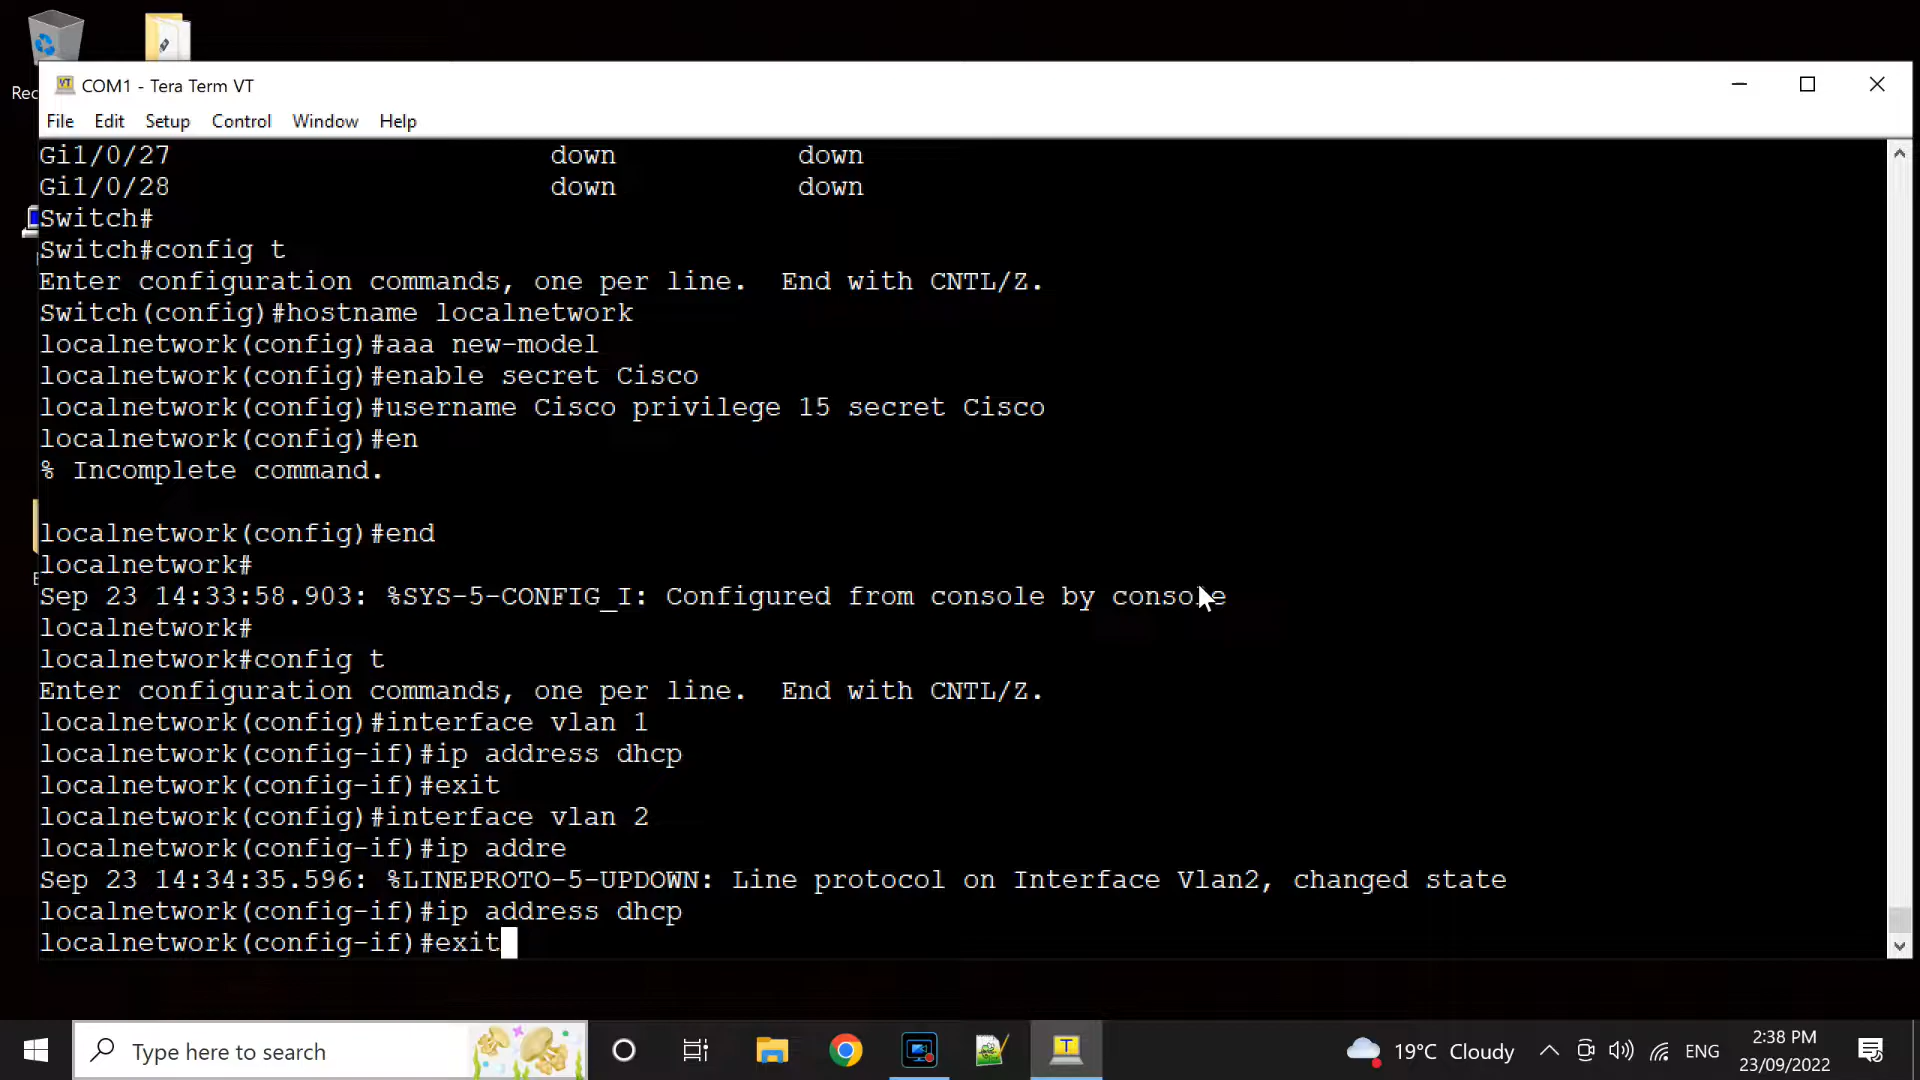 Rec
COM1 - Tera Term VT
File Edit Setup Control Window Help
Gi1/0/27 down down
Gi1/0/28 down down
Switch#
Switch#config t
Enter configuration commands, one per line.  End with CNTL/Z.
Switch(config)#hostname localnetwork
localnetwork(config)#aaa new-model
localnetwork(config)#enable secret Cisco
localnetwork(config)#username Cisco privilege 15 secret Cisco
localnetwork(config)#en
% Incomplete command.
localnetwork(config)#end
localnetwork#
Sep 23 14:33:58.903: %SYS-5-CONFIG_I: Configured from console by console
localnetwork#
localnetwork#config t
Enter configuration commands, one per line.  End with CNTL/Z.
localnetwork(config)#interface vlan 1
localnetwork(config-if)#ip address dhcp
localnetwork(config-if)#exit
localnetwork(config)#interface vlan 2
localnetwork(config-if)#ip addre
Sep 23 14:34:35.596: %LINEPROTO-5-UPDOWN: Line protocol on Interface Vlan2, changed state
localnetwork(config-if)#ip address dhcp
localnetwork(config-if)#exit
Type here to search
19°C Cloudy
ENG
2:38 PM
23/09/2022